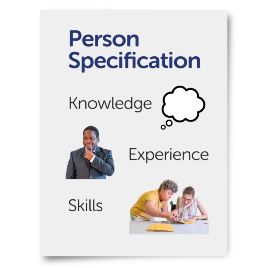 Person
Specification
Knowledge
Experience
Skills